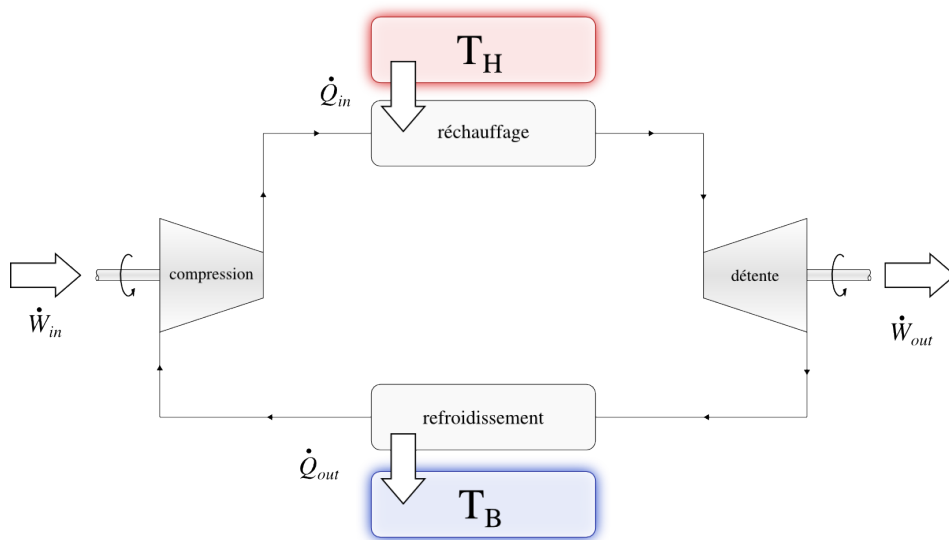 T_H
Q̇_in
réchauffage
compression
détente
Ẇ_in
Ẇ_out
refroidissement
Q̇_out
T_B